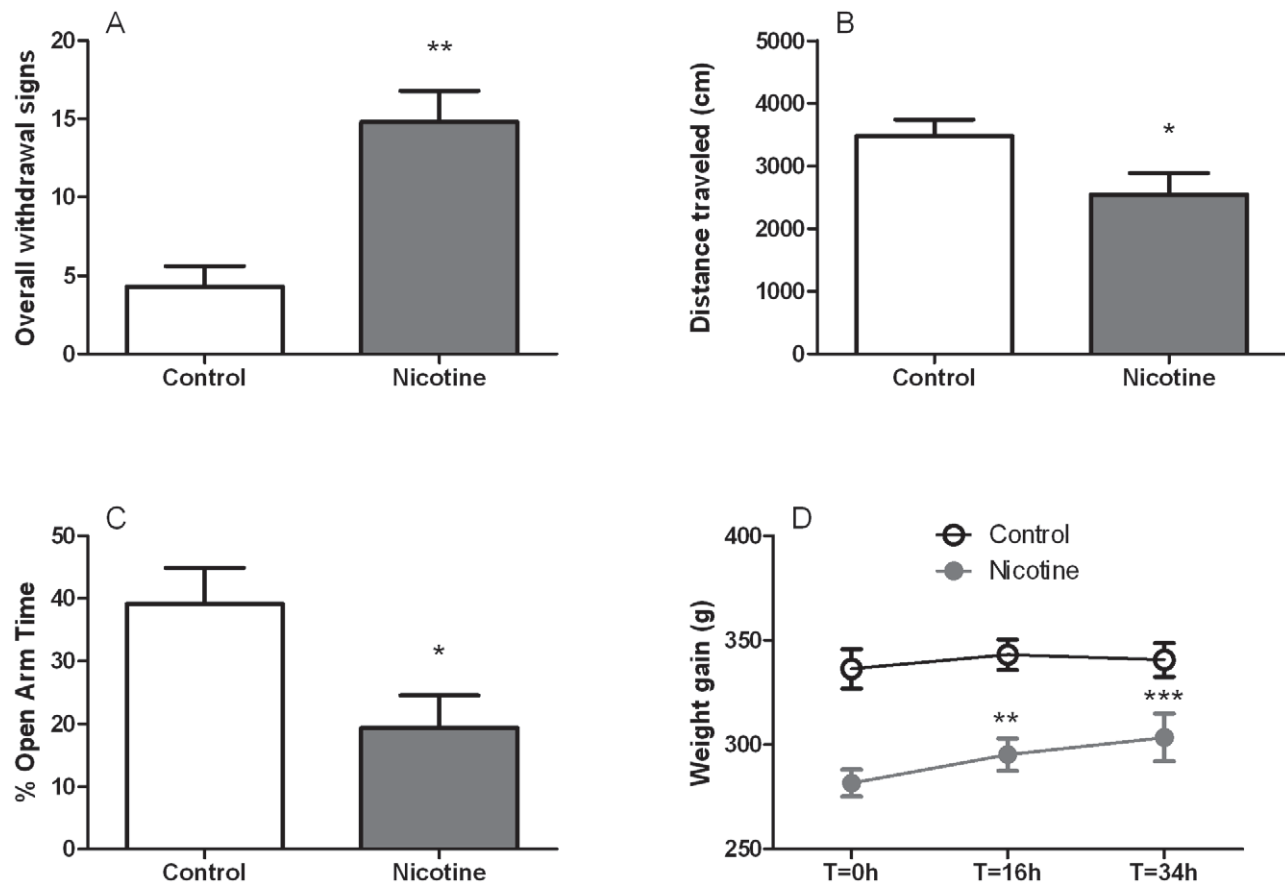 A
Overall withdrawal signs
20
**
15
10
5
0
Control Nicotine
B
Distance traveled (cm)
5000
4000
*
3000
2000
1000
0
Control Nicotine
C
% Open Arm Time
50
40
30
*
20
10
0
Control Nicotine
D
Weight gain (g)
400
Control
Nicotine
350
***
**
300
250
T=0h T=16h T=34h